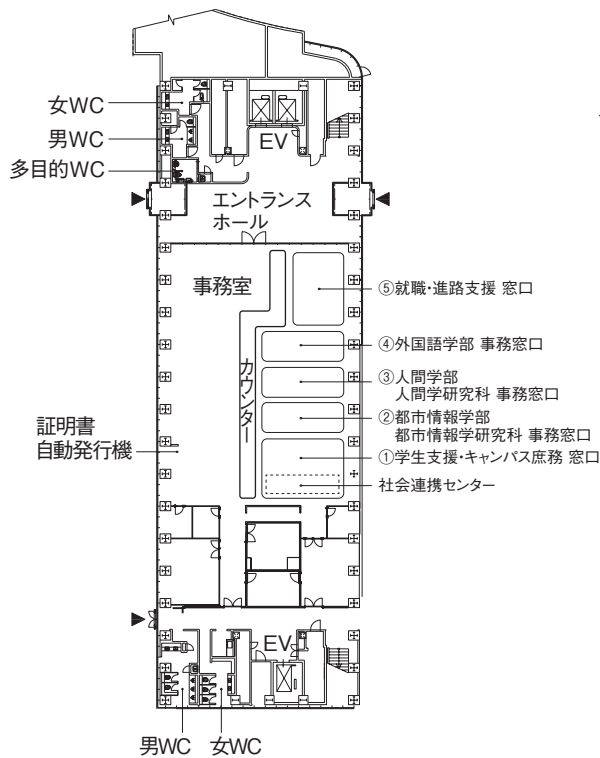 女WC
男WC
多目的WC
EV
エントランス
ホール
事務室
カウンター
⑤就職・進路支援 窓口
④外国語学部 事務窓口
③人間学部
人間学研究科 事務窓口
②都市情報学部
都市情報学研究科 事務窓口
①学生支援・キャンパス庶務 窓口
社会連携センター
証明書
自動発行機
EV
男WC
女WC